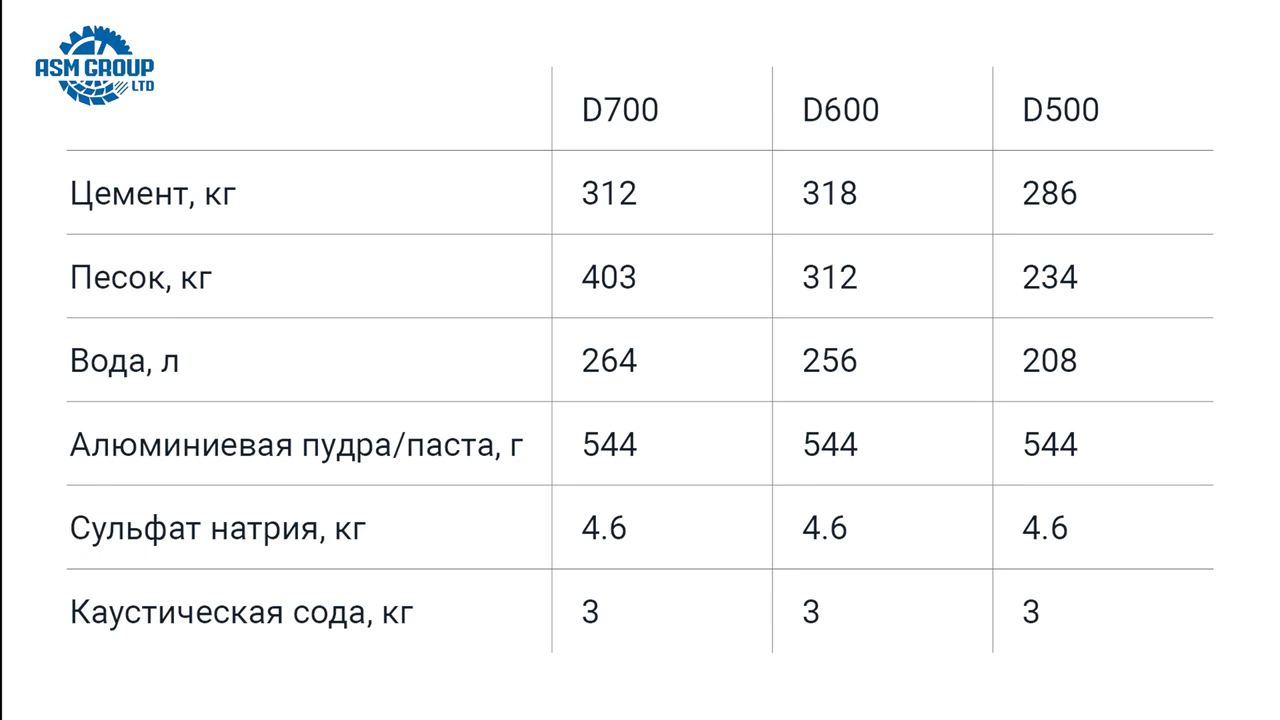 ASM GROUP
LTD
D700 D600 D500
Цемент, кг 312 318 286
Песок, кг 403 312 234
Вода, л 264 256 208
Алюминиевая пудра/паста, г 544 544 544
Сульфат натрия, кг 4.6 4.6 4.6
Каустическая сода, кг 3 3 3